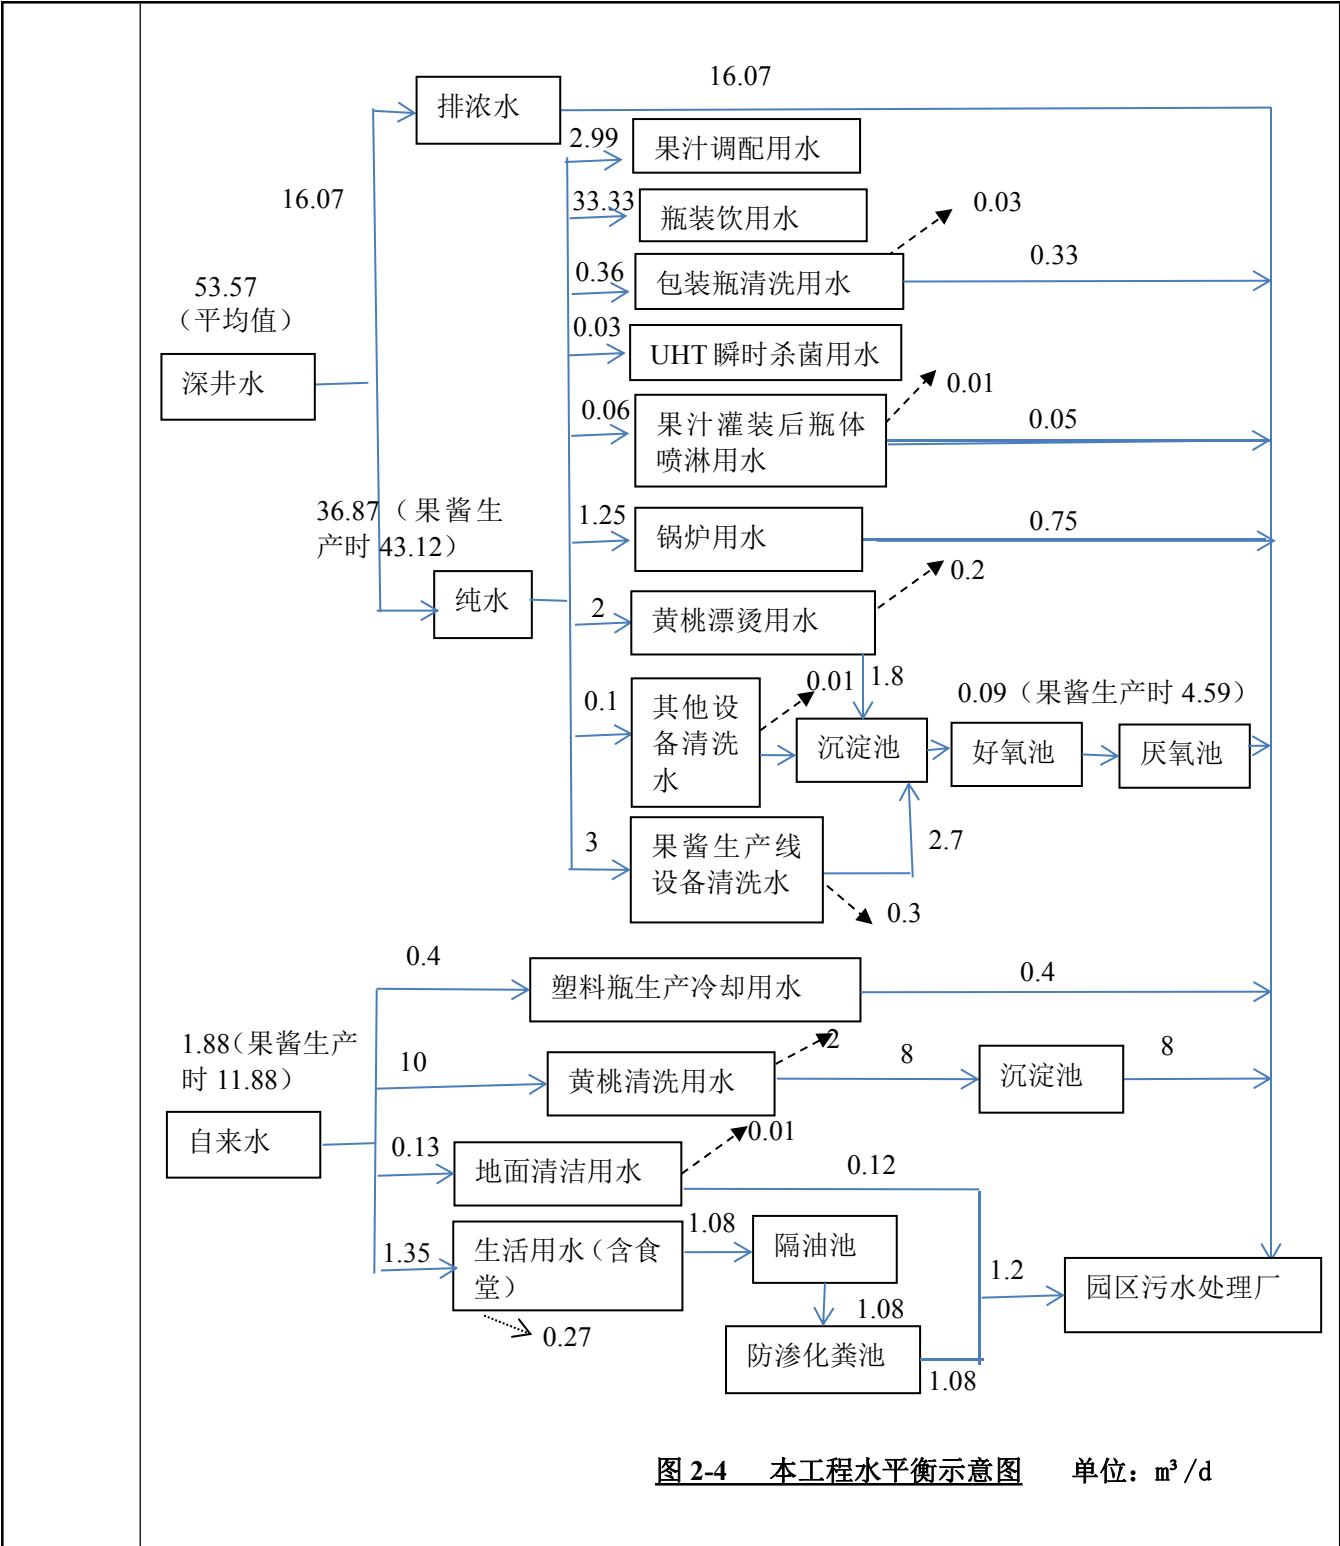 16.07
排浓水
2.99
果汁调配用水
16.07
33.33
瓶装饮用水
0.03
0.36
包装瓶清洗用水
0.33
53.57
（平均值）
0.03
UHT 瞬时杀菌用水
深井水
0.01
0.06
果汁灌装后瓶体
喷淋用水
0.05
36.87（果酱生
产时 43.12）
1.25
锅炉用水
0.75
0.2
纯水
2
黄桃漂烫用水
0.01
1.8
0.09（果酱生产时 4.59）
0.1
其他设
备清洗
水
沉淀池
好氧池
厌氧池
3
果酱生产线
设备清洗水
2.7
0.3
0.4
塑料瓶生产冷却用水
0.4
1.88（果酱生产
时 11.88）
2
10
黄桃清洗用水
8
沉淀池
8
自来水
0.01
0.13
地面清洁用水
0.12
1.35
生活用水（含食
堂）
1.08
隔油池
1.2
园区污水处理厂
0.27
1.08
防渗化粪池
1.08
图 2-4 本工程水平衡示意图 单位：m³/d